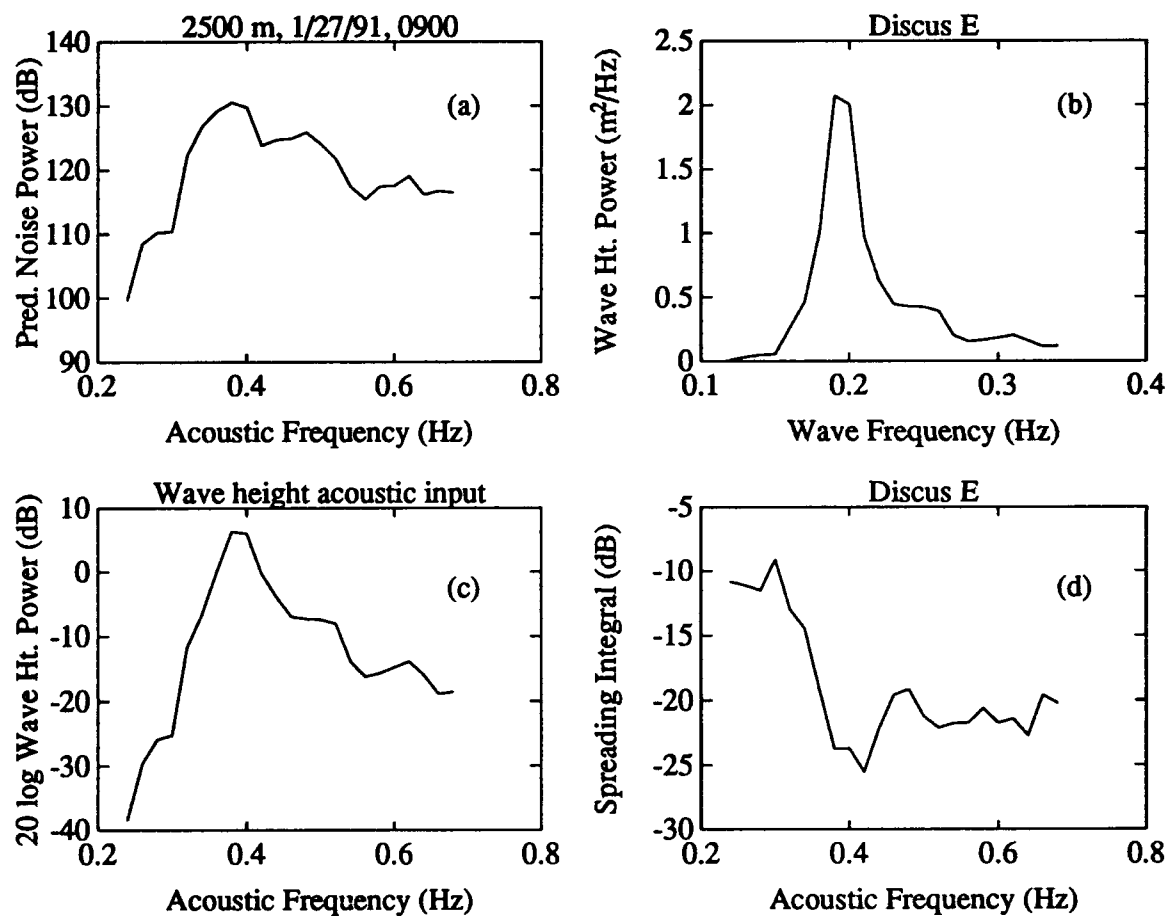 2500 m, 1/27/91, 0900
140
130
120
110
100
90
Pred. Noise Power (dB)
(a)
0.2
0.4
0.6
0.8
Acoustic Frequency (Hz)
Discus E
2.5
2
1.5
1
0.5
0
Wave Ht. Power (m²/Hz)
(b)
0.1
0.2
0.3
0.4
Wave Frequency (Hz)
Wave height acoustic input
10
0
-10
-20
-30
-40
20 log Wave Ht. Power (dB)
(c)
0.2
0.4
0.6
0.8
Acoustic Frequency (Hz)
Discus E
-5
-10
-15
-20
-25
-30
Spreading Integral (dB)
(d)
0.2
0.4
0.6
0.8
Acoustic Frequency (Hz)